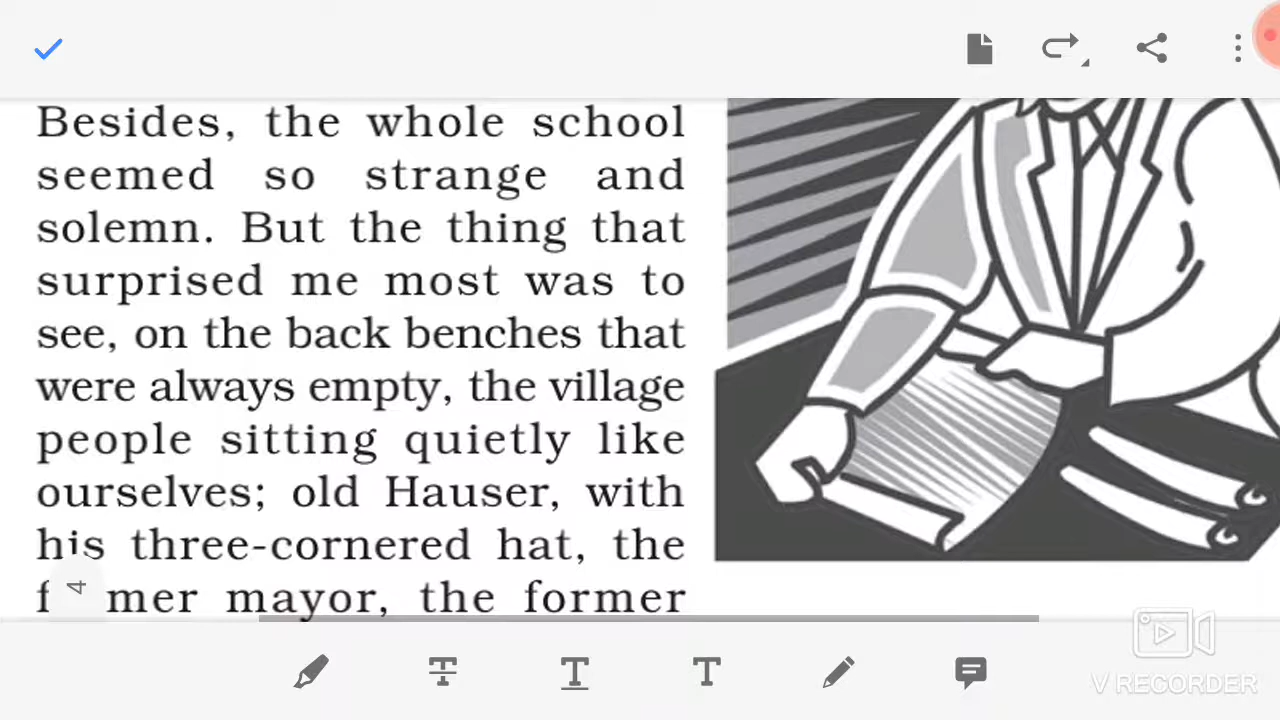 Besides, the whole school
seemed so strange and
solemn. But the thing that
surprised me most was to
see, on the back benches that
were always empty, the village
people sitting quietly like
ourselves; old Hauser, with
his three-cornered hat, the
f mer mayor, the former
4
V RECORDER